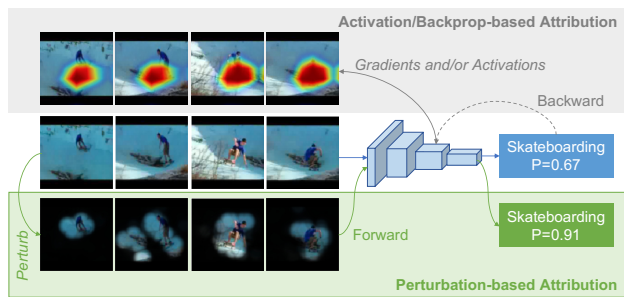 Activation/Backprop-based Attribution
Gradients and/or Activations
Backward
Skateboarding
P=0.67
Skateboarding
P=0.91
Perturb
Forward
Perturbation-based Attribution